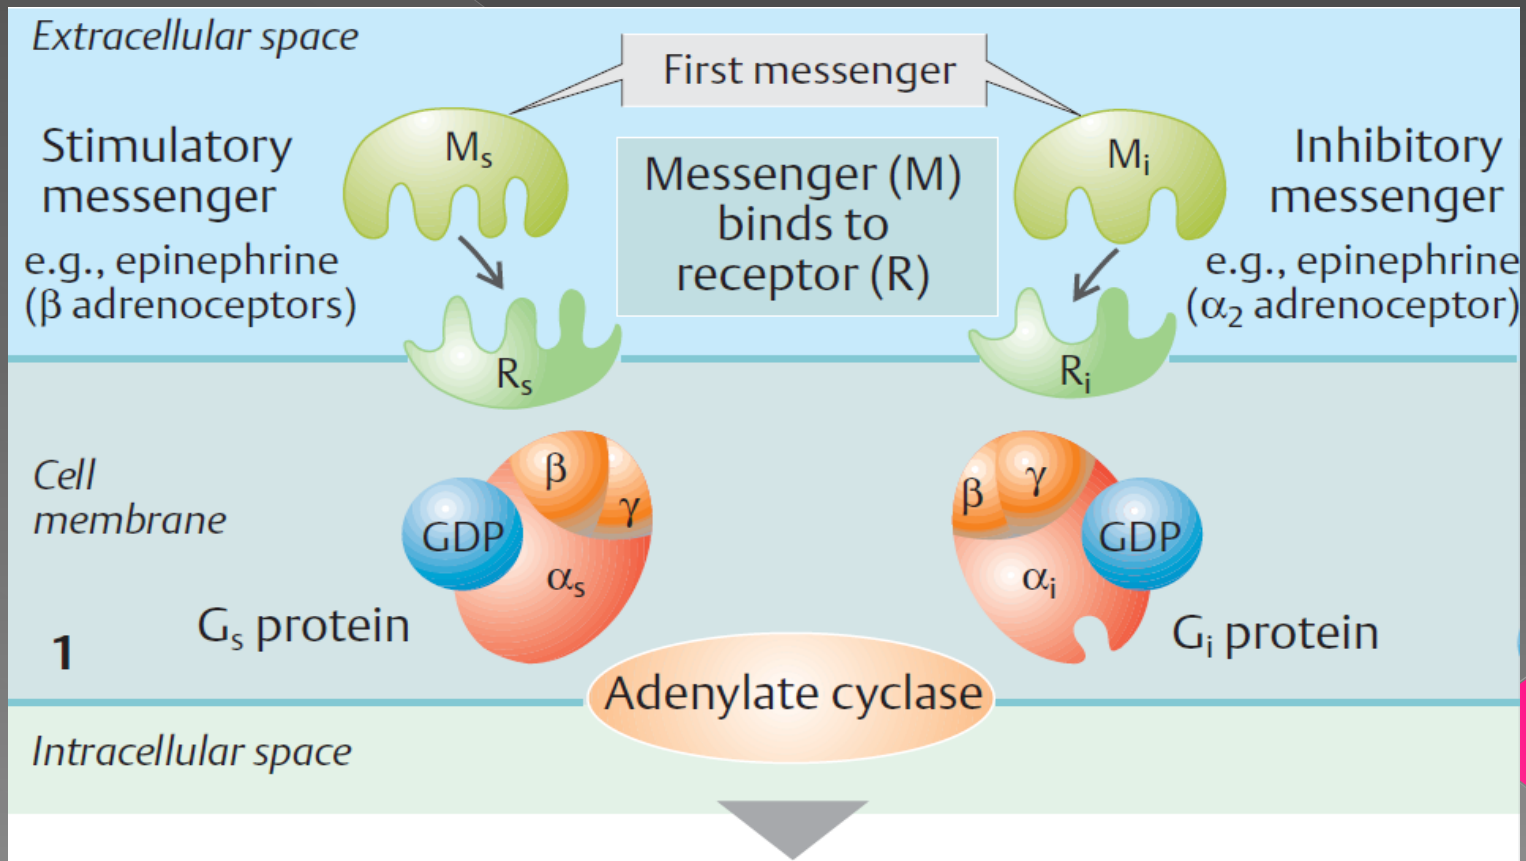 Extracellular space
First messenger
Stimulatory
messenger
e.g., epinephrine
(β adrenoceptors)
Mₛ
Messenger (M)
binds to
receptor (R)
Mᵢ
Inhibitory
messenger
e.g., epinephrine
(α₂ adrenoceptor)
Rₛ
Rᵢ
Cell
membrane
β
γ
GDP
αₛ
Gₛ protein
β
γ
GDP
αᵢ
Gᵢ protein
1
Adenylate cyclase
Intracellular space